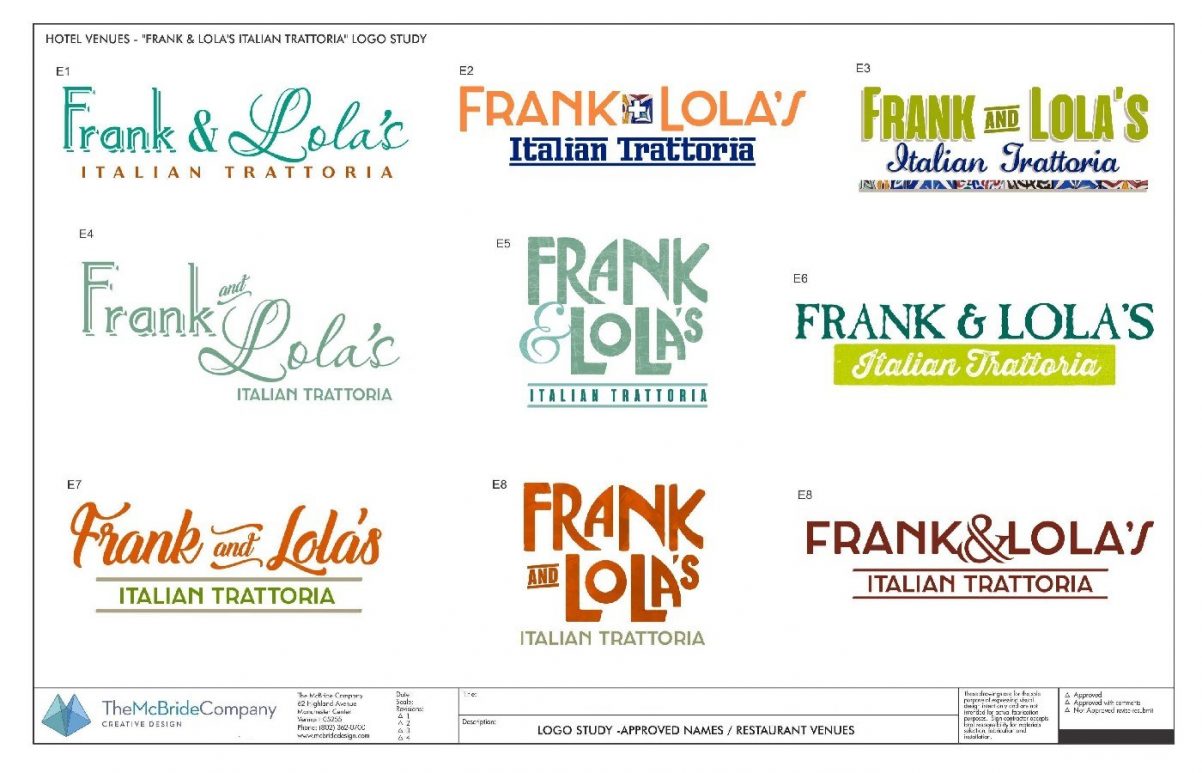 HOTEL VENUES - "FRANK & LOLA'S ITALIAN TRATTORIA" LOGO STUDY
E1
Frank & Lola's
ITALIAN TRATTORIA
E2
FRANK LOLA'S
Italian Trattoria
E3
FRANK AND LOLA'S
Italian Trattoria
E4
Frank and
Lola's
ITALIAN TRATTORIA
E5
FRANK
& LOLA'S
ITALIAN TRATTORIA
E6
FRANK & LOLA'S
Italian Trattoria
E7
Frank and Lola's
ITALIAN TRATTORIA
E8
FRANK
AND LOLA'S
ITALIAN TRATTORIA
E8
FRANK & LOLA'S
ITALIAN TRATTORIA
TheMcBrideCompany
CREATIVE DESIGN
The McBride Company
62 Highland Avenue
Manchester Center
Vermont 05255
Phone: (802) 362-0700
www.mcbridedesign.com
Date:
Scale:
Revisions:
△ 1
△ 2
△ 3
△ 4
Title:
Description:
LOGO STUDY -APPROVED NAMES / RESTAURANT VENUES
These drawings are for the sole
purpose of expressing visual
design intent only and are not
intended for actual fabrication
purposes. Sign contractor accepts
total responsibility for materials
selection, fabrication and
installation.
△ Approved
△ Approved with comments
△ Not Approved revise resubmit